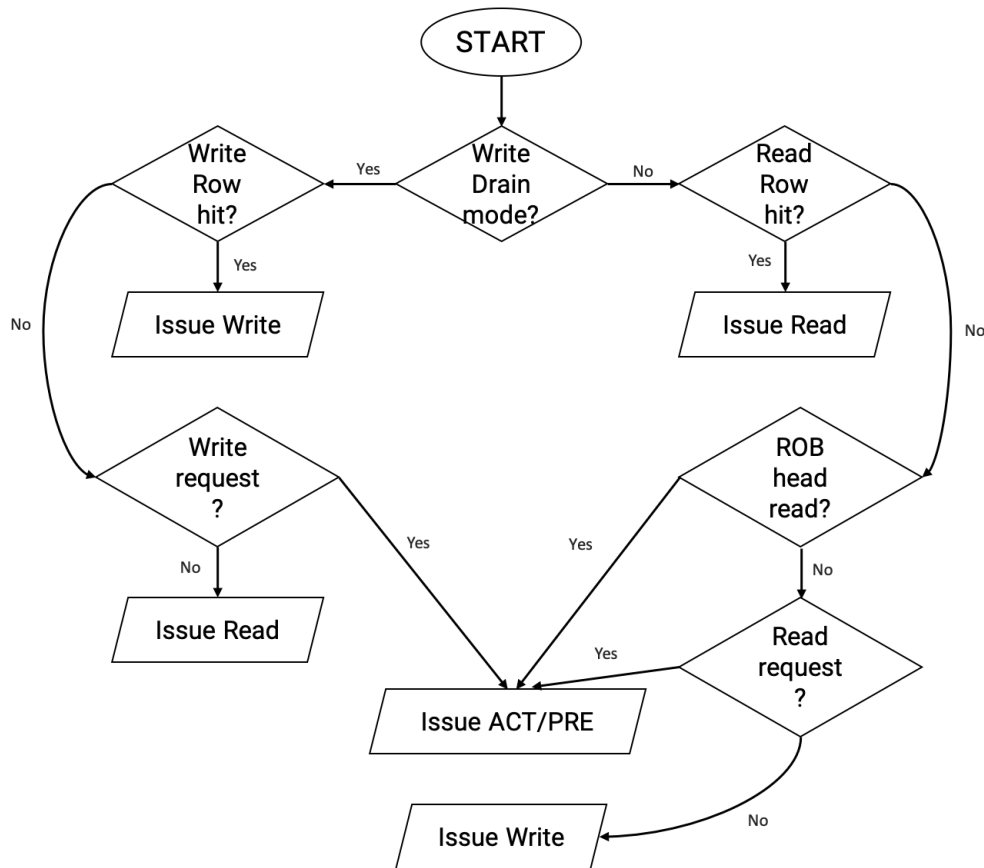 START
Write
Row
hit?
Yes
Write
Drain
mode?
No
Read
Row
hit?
Yes
Yes
Issue Write
Issue Read
No
No
Write
request
?
ROB
head
read?
Yes
Yes
No
No
Issue Read
Read
request
?
Yes
Issue ACT/PRE
Issue Write
No